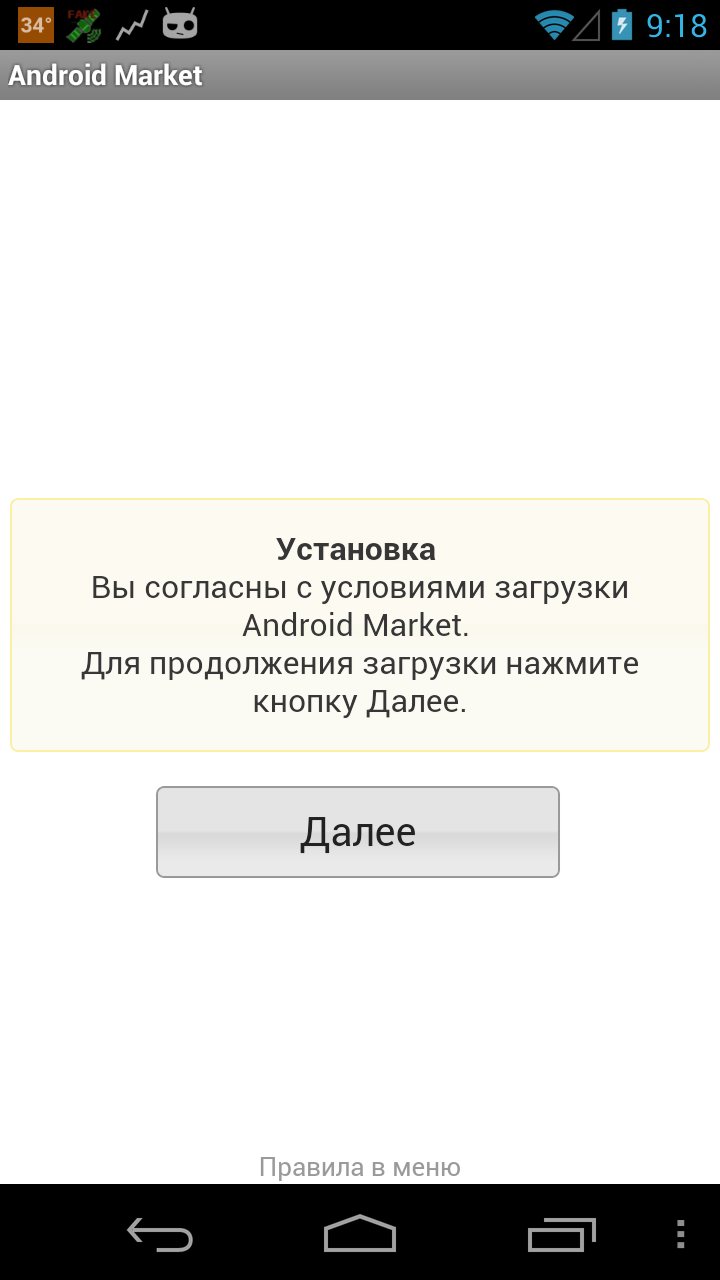 34°
FAKE
9:18
Android Market
Установка
Вы согласны с условиями загрузки
Android Market.
Для продолжения загрузки нажмите
кнопку Далее.
Далее
Правила в меню